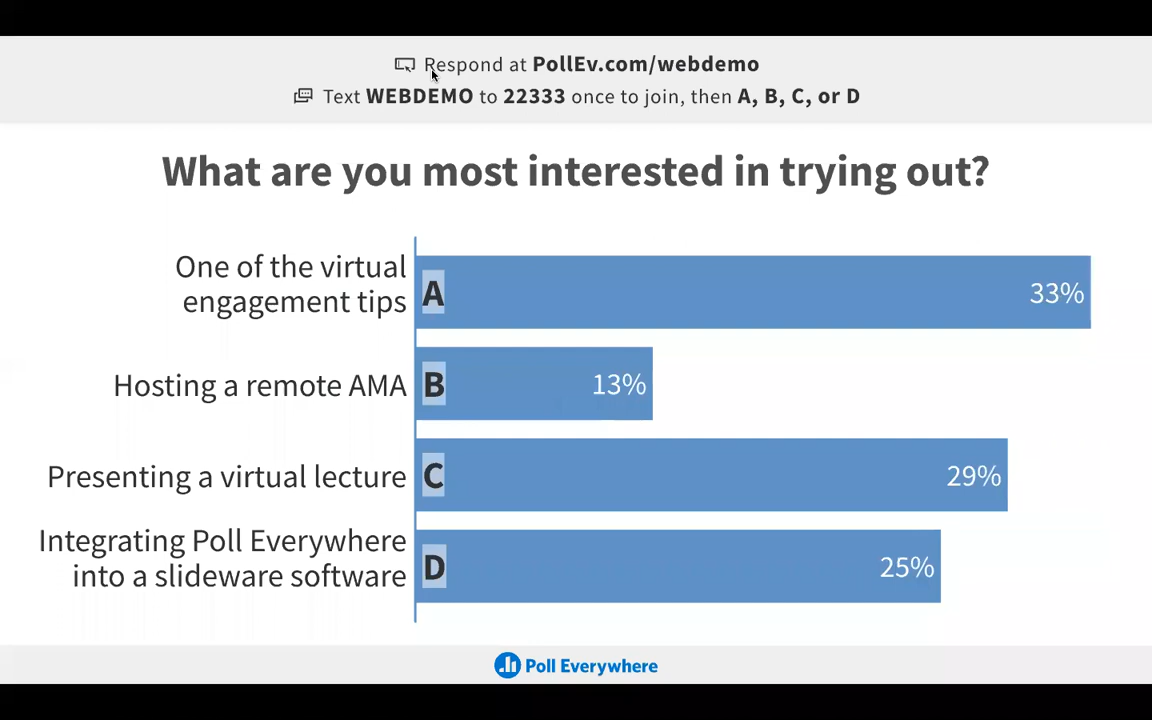 Respond at PollEv.com/webdemo
Text WEBDEMO to 22333 once to join, then A, B, C, or D
What are you most interested in trying out?
One of the virtual
engagement tips
A
33%
Hosting a remote AMA
B
13%
Presenting a virtual lecture
C
29%
Integrating Poll Everywhere
into a slideware software
D
25%
Poll Everywhere